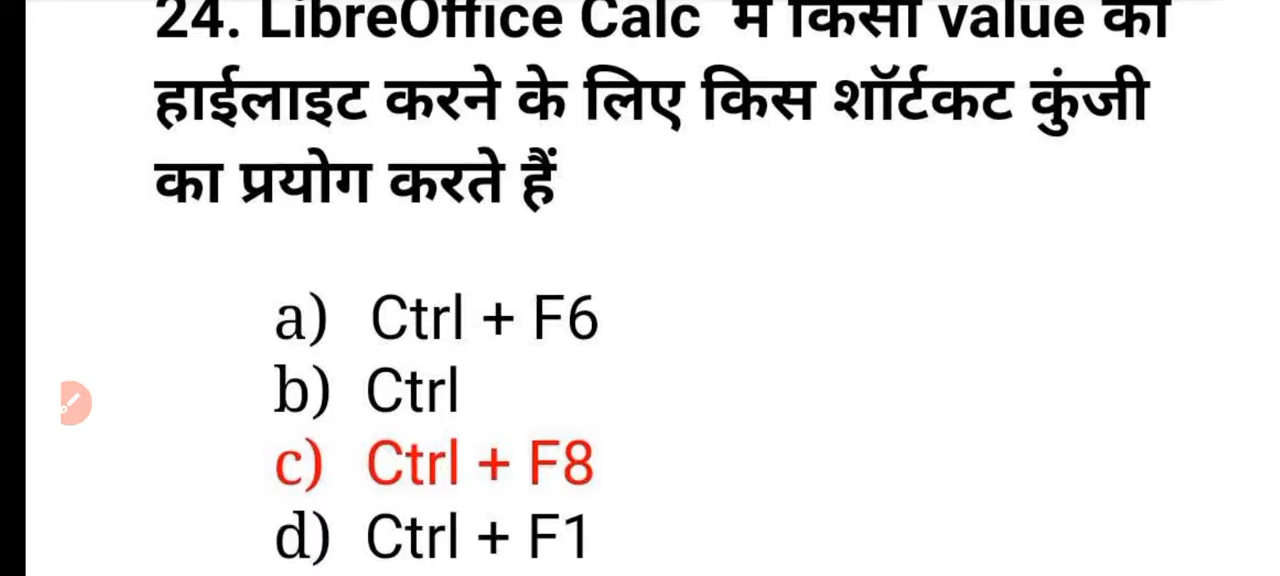 24. LibreOffice Calc में किसी value को
हाईलाइट करने के लिए किस शॉर्टकट कुंजी
का प्रयोग करते हैं
a) Ctrl + F6
b) Ctrl
c) Ctrl + F8
d) Ctrl + F1